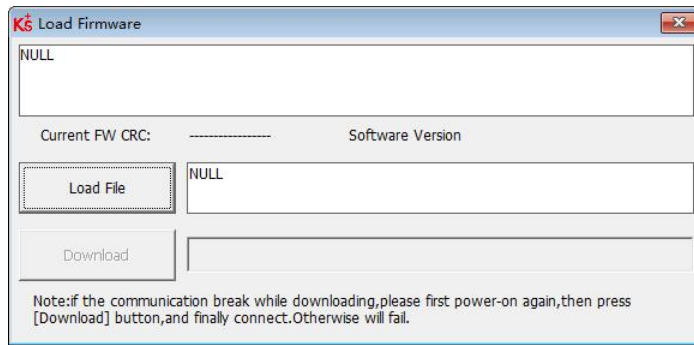 KS Load Firmware
NULL
Current FW CRC: ----------------- Software Version
Load File
NULL
Download
Note:if the communication break while downloading,please first power-on again,then press
[Download] button,and finally connect.Otherwise will fail.